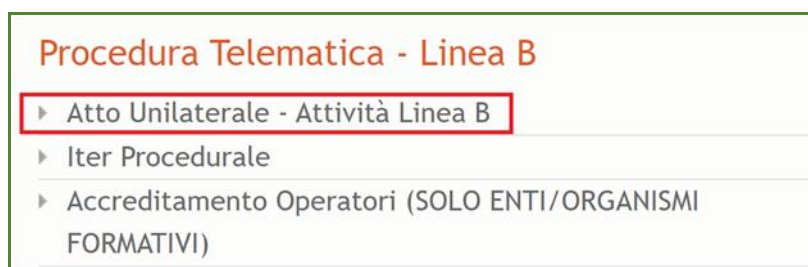 Procedura Telematica - Linea B
Atto Unilaterale - Attività Linea B
Iter Procedurale
Accreditamento Operatori (SOLO ENTI/ORGANISMI
FORMATIVI)